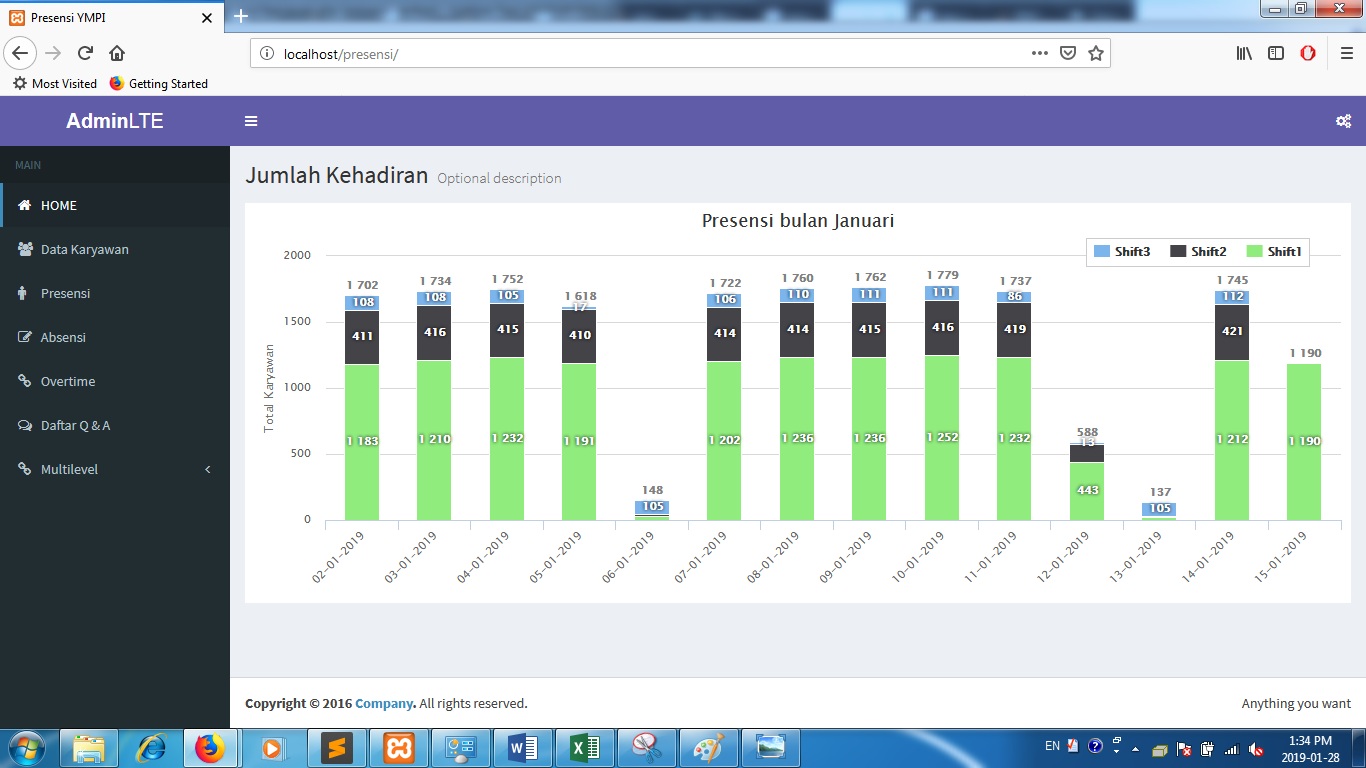 Presensi YMPI
localhost/presensi/
Most Visited Getting Started
AdminLTE
MAIN
HOME
Data Karyawan
Presensi
Absensi
Overtime
Daftar Q & A
Multilevel
Jumlah Kehadiran Optional description
Presensi bulan Januari
Shift3 Shift2 Shift1
Total Karyawan
2000
1500
1000
500
0
1 702 1 734 1 752 1 618 148 1 722 1 760 1 762 1 779 1 737 588 137 1 745 1 190
108 108 105 17 105 106 110 111 111 86 13 105 112
411 416 415 410 414 414 415 416 419 421
1 183 1 210 1 232 1 191 1 202 1 236 1 236 1 252 1 232 443 1 212 1 190
02-01-2019 03-01-2019 04-01-2019 05-01-2019 06-01-2019 07-01-2019 08-01-2019 09-01-2019 10-01-2019 11-01-2019 12-01-2019 13-01-2019 14-01-2019 15-01-2019
Copyright © 2016 Company. All rights reserved. Anything you want
EN
1:34 PM
2019-01-28